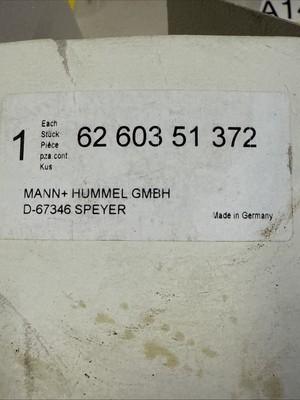 A14
1
Each
Stück
Pièce
pza.cont.
Kus
62 603 51 372
MANN+ HUMMEL GMBH
D-67346 SPEYER
Made in Germany